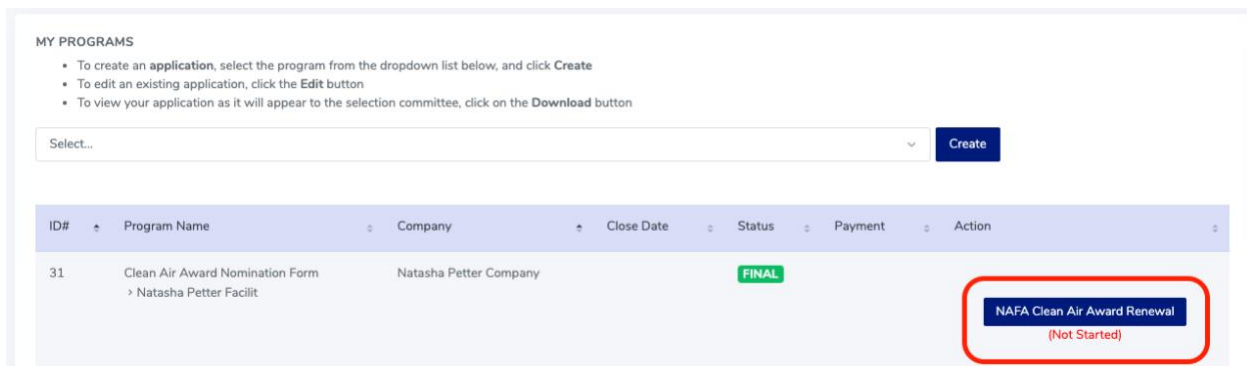 MY PROGRAMS
• To create an application, select the program from the dropdown list below, and click Create
• To edit an existing application, click the Edit button
• To view your application as it will appear to the selection committee, click on the Download button
Select...
Create
ID# Program Name Company Close Date Status Payment Action
31 Clean Air Award Nomination Form Natasha Petter Company FINAL
> Natasha Petter Facilit
NAFA Clean Air Award Renewal
(Not Started)